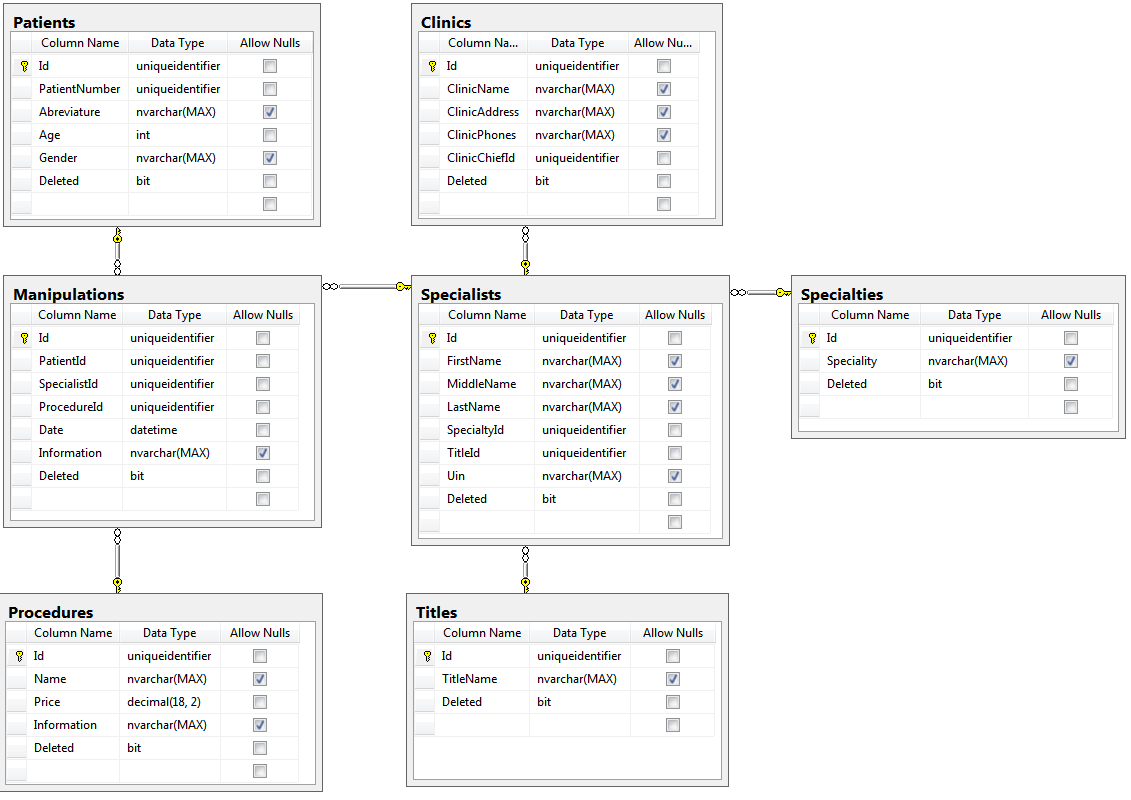 Patients
Column Name Data Type Allow Nulls
Id uniqueidentifier
PatientNumber uniqueidentifier
Abreviature nvarchar(MAX)
Age int
Gender nvarchar(MAX)
Deleted bit
Clinics
Column Na... Data Type Allow Nu...
Id uniqueidentifier
ClinicName nvarchar(MAX)
ClinicAddress nvarchar(MAX)
ClinicPhones nvarchar(MAX)
ClinicChiefId uniqueidentifier
Deleted bit
Manipulations
Column Name Data Type Allow Nulls
Id uniqueidentifier
PatientId uniqueidentifier
SpecialistId uniqueidentifier
ProcedureId uniqueidentifier
Date datetime
Information nvarchar(MAX)
Deleted bit
Specialists
Column Name Data Type Allow Nulls
Id uniqueidentifier
FirstName nvarchar(MAX)
MiddleName nvarchar(MAX)
LastName nvarchar(MAX)
SpecialtyId uniqueidentifier
TitleId uniqueidentifier
Uin nvarchar(MAX)
Deleted bit
Specialties
Column Name Data Type Allow Nulls
Id uniqueidentifier
Speciality nvarchar(MAX)
Deleted bit
Procedures
Column Name Data Type Allow Nulls
Id uniqueidentifier
Name nvarchar(MAX)
Price decimal(18, 2)
Information nvarchar(MAX)
Deleted bit
Titles
Column Name Data Type Allow Nulls
Id uniqueidentifier
TitleName nvarchar(MAX)
Deleted bit